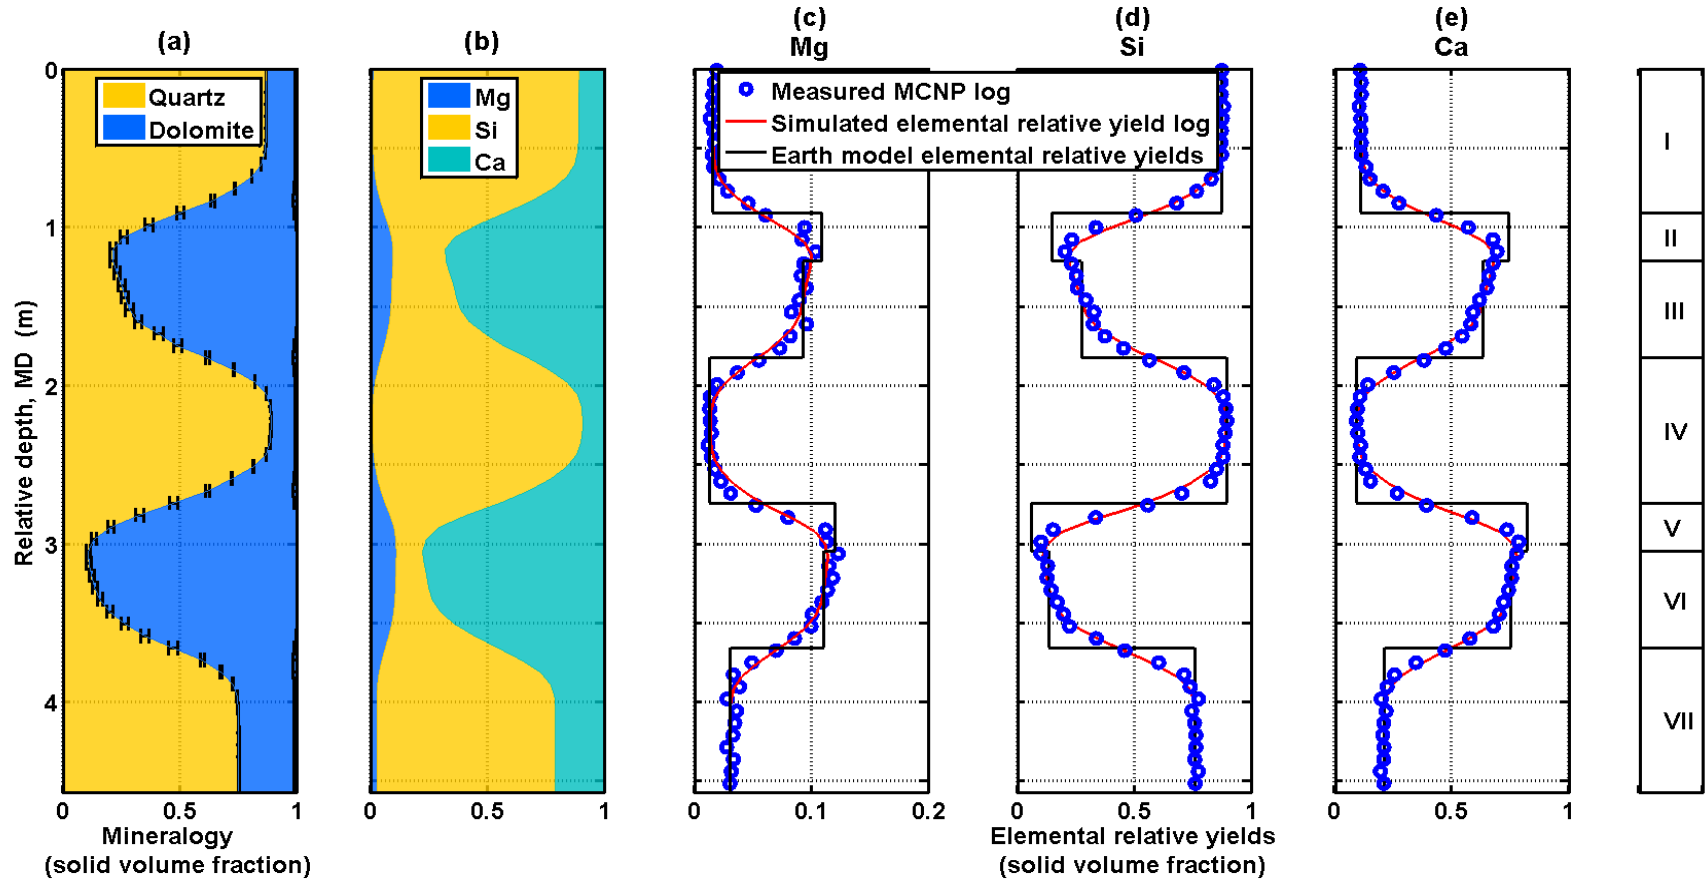 (a)
(b)
(c)
Mg
(d)
Si
(e)
Ca
Quartz
Dolomite
Mg
Si
Ca
Measured MCNP log
Simulated elemental relative yield log
Earth model elemental relative yields
Relative depth, MD (m)
0
1
2
3
4
I
II
III
IV
V
VI
VII
0 0.5 1
0 0.5 1
0 0.1 0.2
0 0.5 1
0 0.5 1
Mineralogy
(solid volume fraction)
Elemental relative yields
(solid volume fraction)